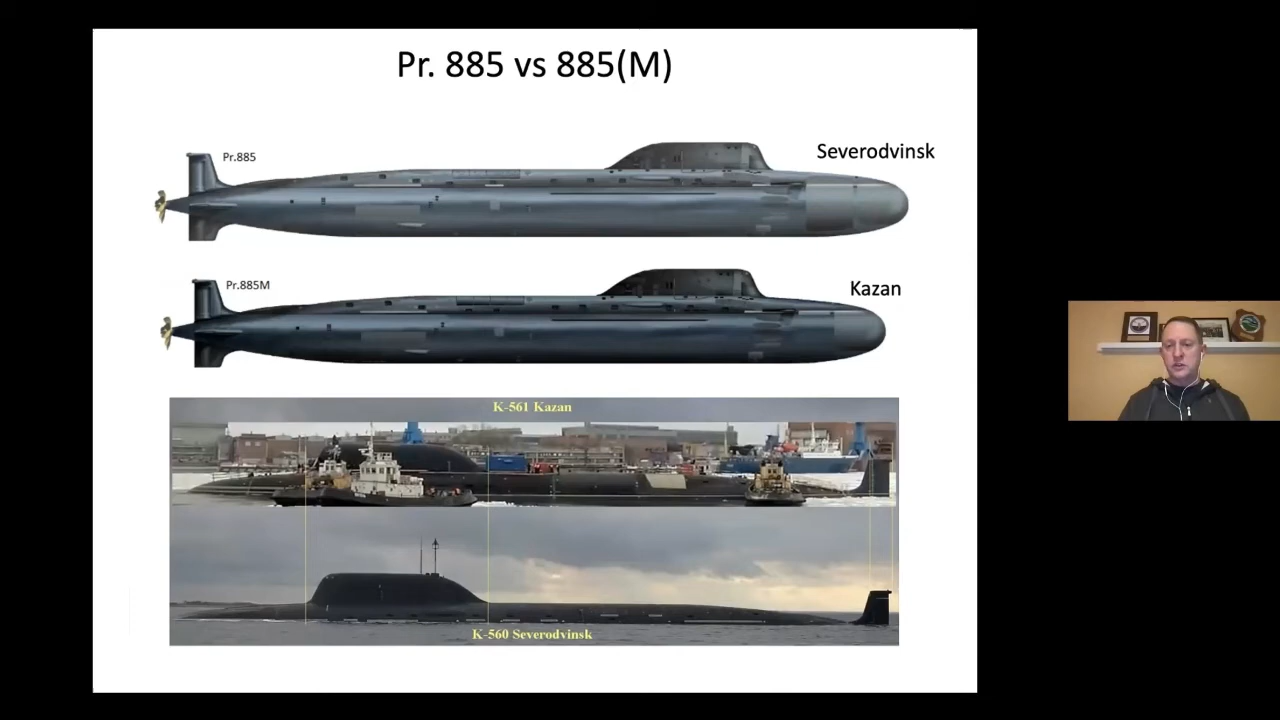 Pr. 885 vs 885(M)
Pr.885
Severodvinsk
Pr.885M
Kazan
K-561 Kazan
K-560 Severodvinsk